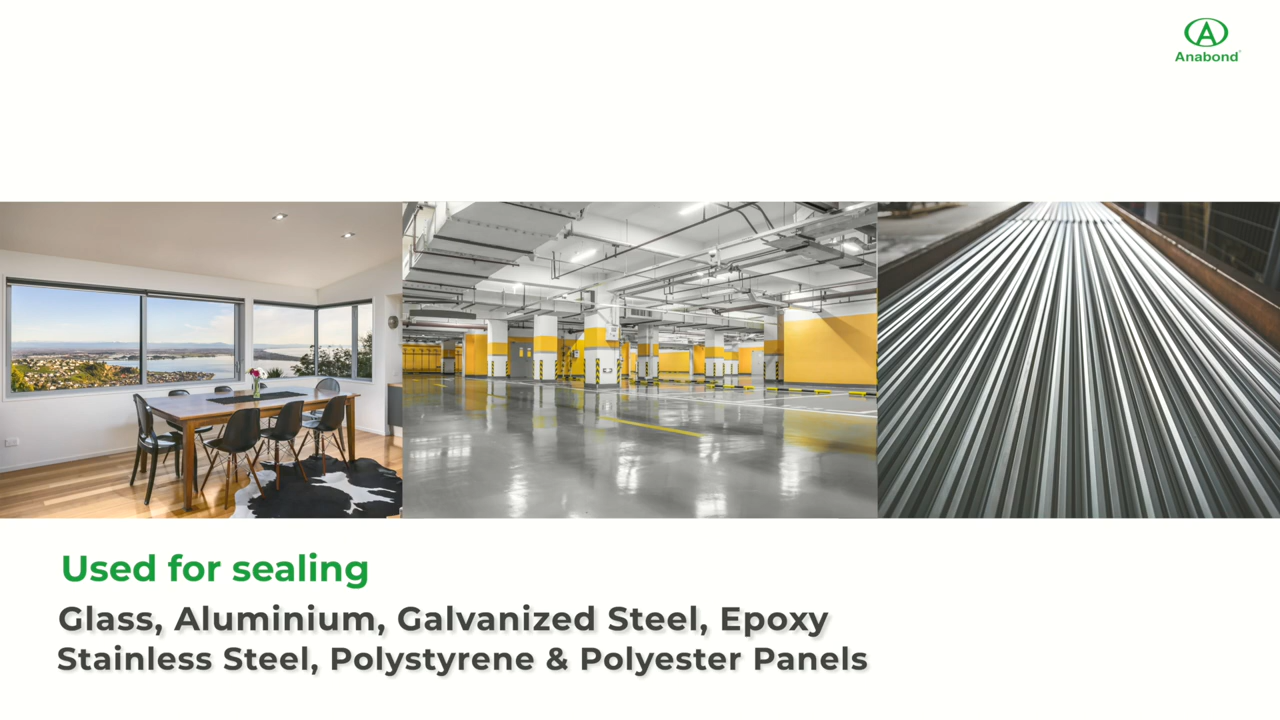 Anabond
Used for sealing
Glass, Aluminium, Galvanized Steel, Epoxy
Stainless Steel, Polystyrene & Polyester Panels